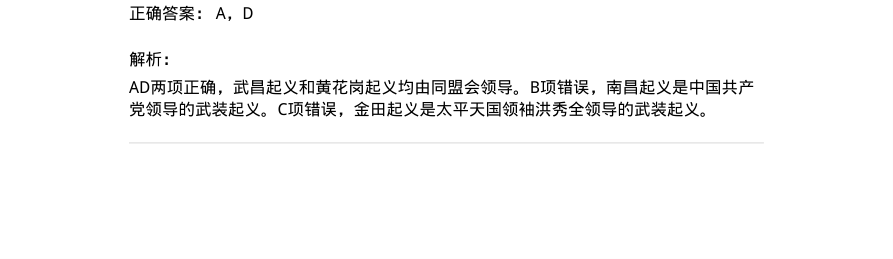 正确答案： A，D
解析：
AD两项正确，武昌起义和黄花岗起义均由同盟会领导。B项错误，南昌起义是中国共产
党领导的武装起义。C项错误，金田起义是太平天国领袖洪秀全领导的武装起义。